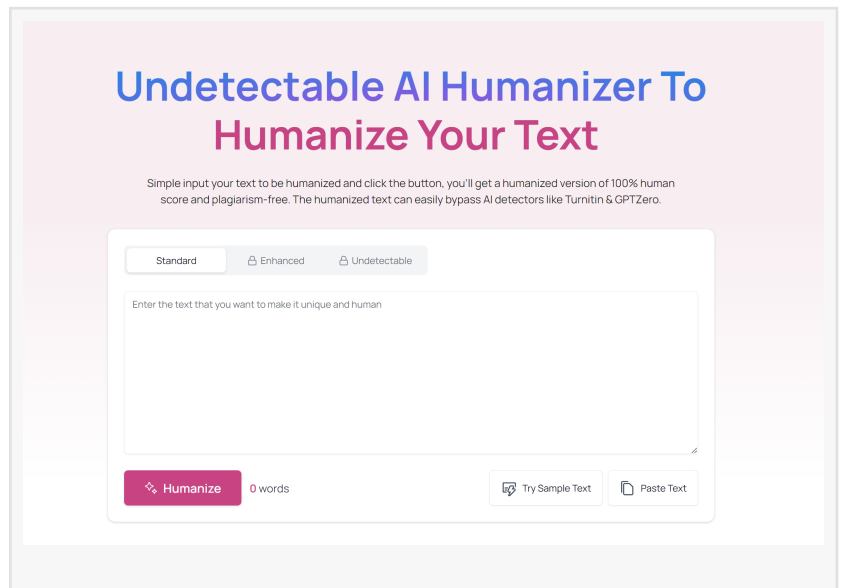 Undetectable AI Humanizer To
Humanize Your Text
Simple input your text to be humanized and click the button, you'll get a humanized version of 100% human
score and plagiarism-free. The humanized text can easily bypass AI detectors like Turnitin & GPTZero.
Standard Enhanced Undetectable
Enter the text that you want to make it unique and human
Humanize 0 words Try Sample Text Paste Text